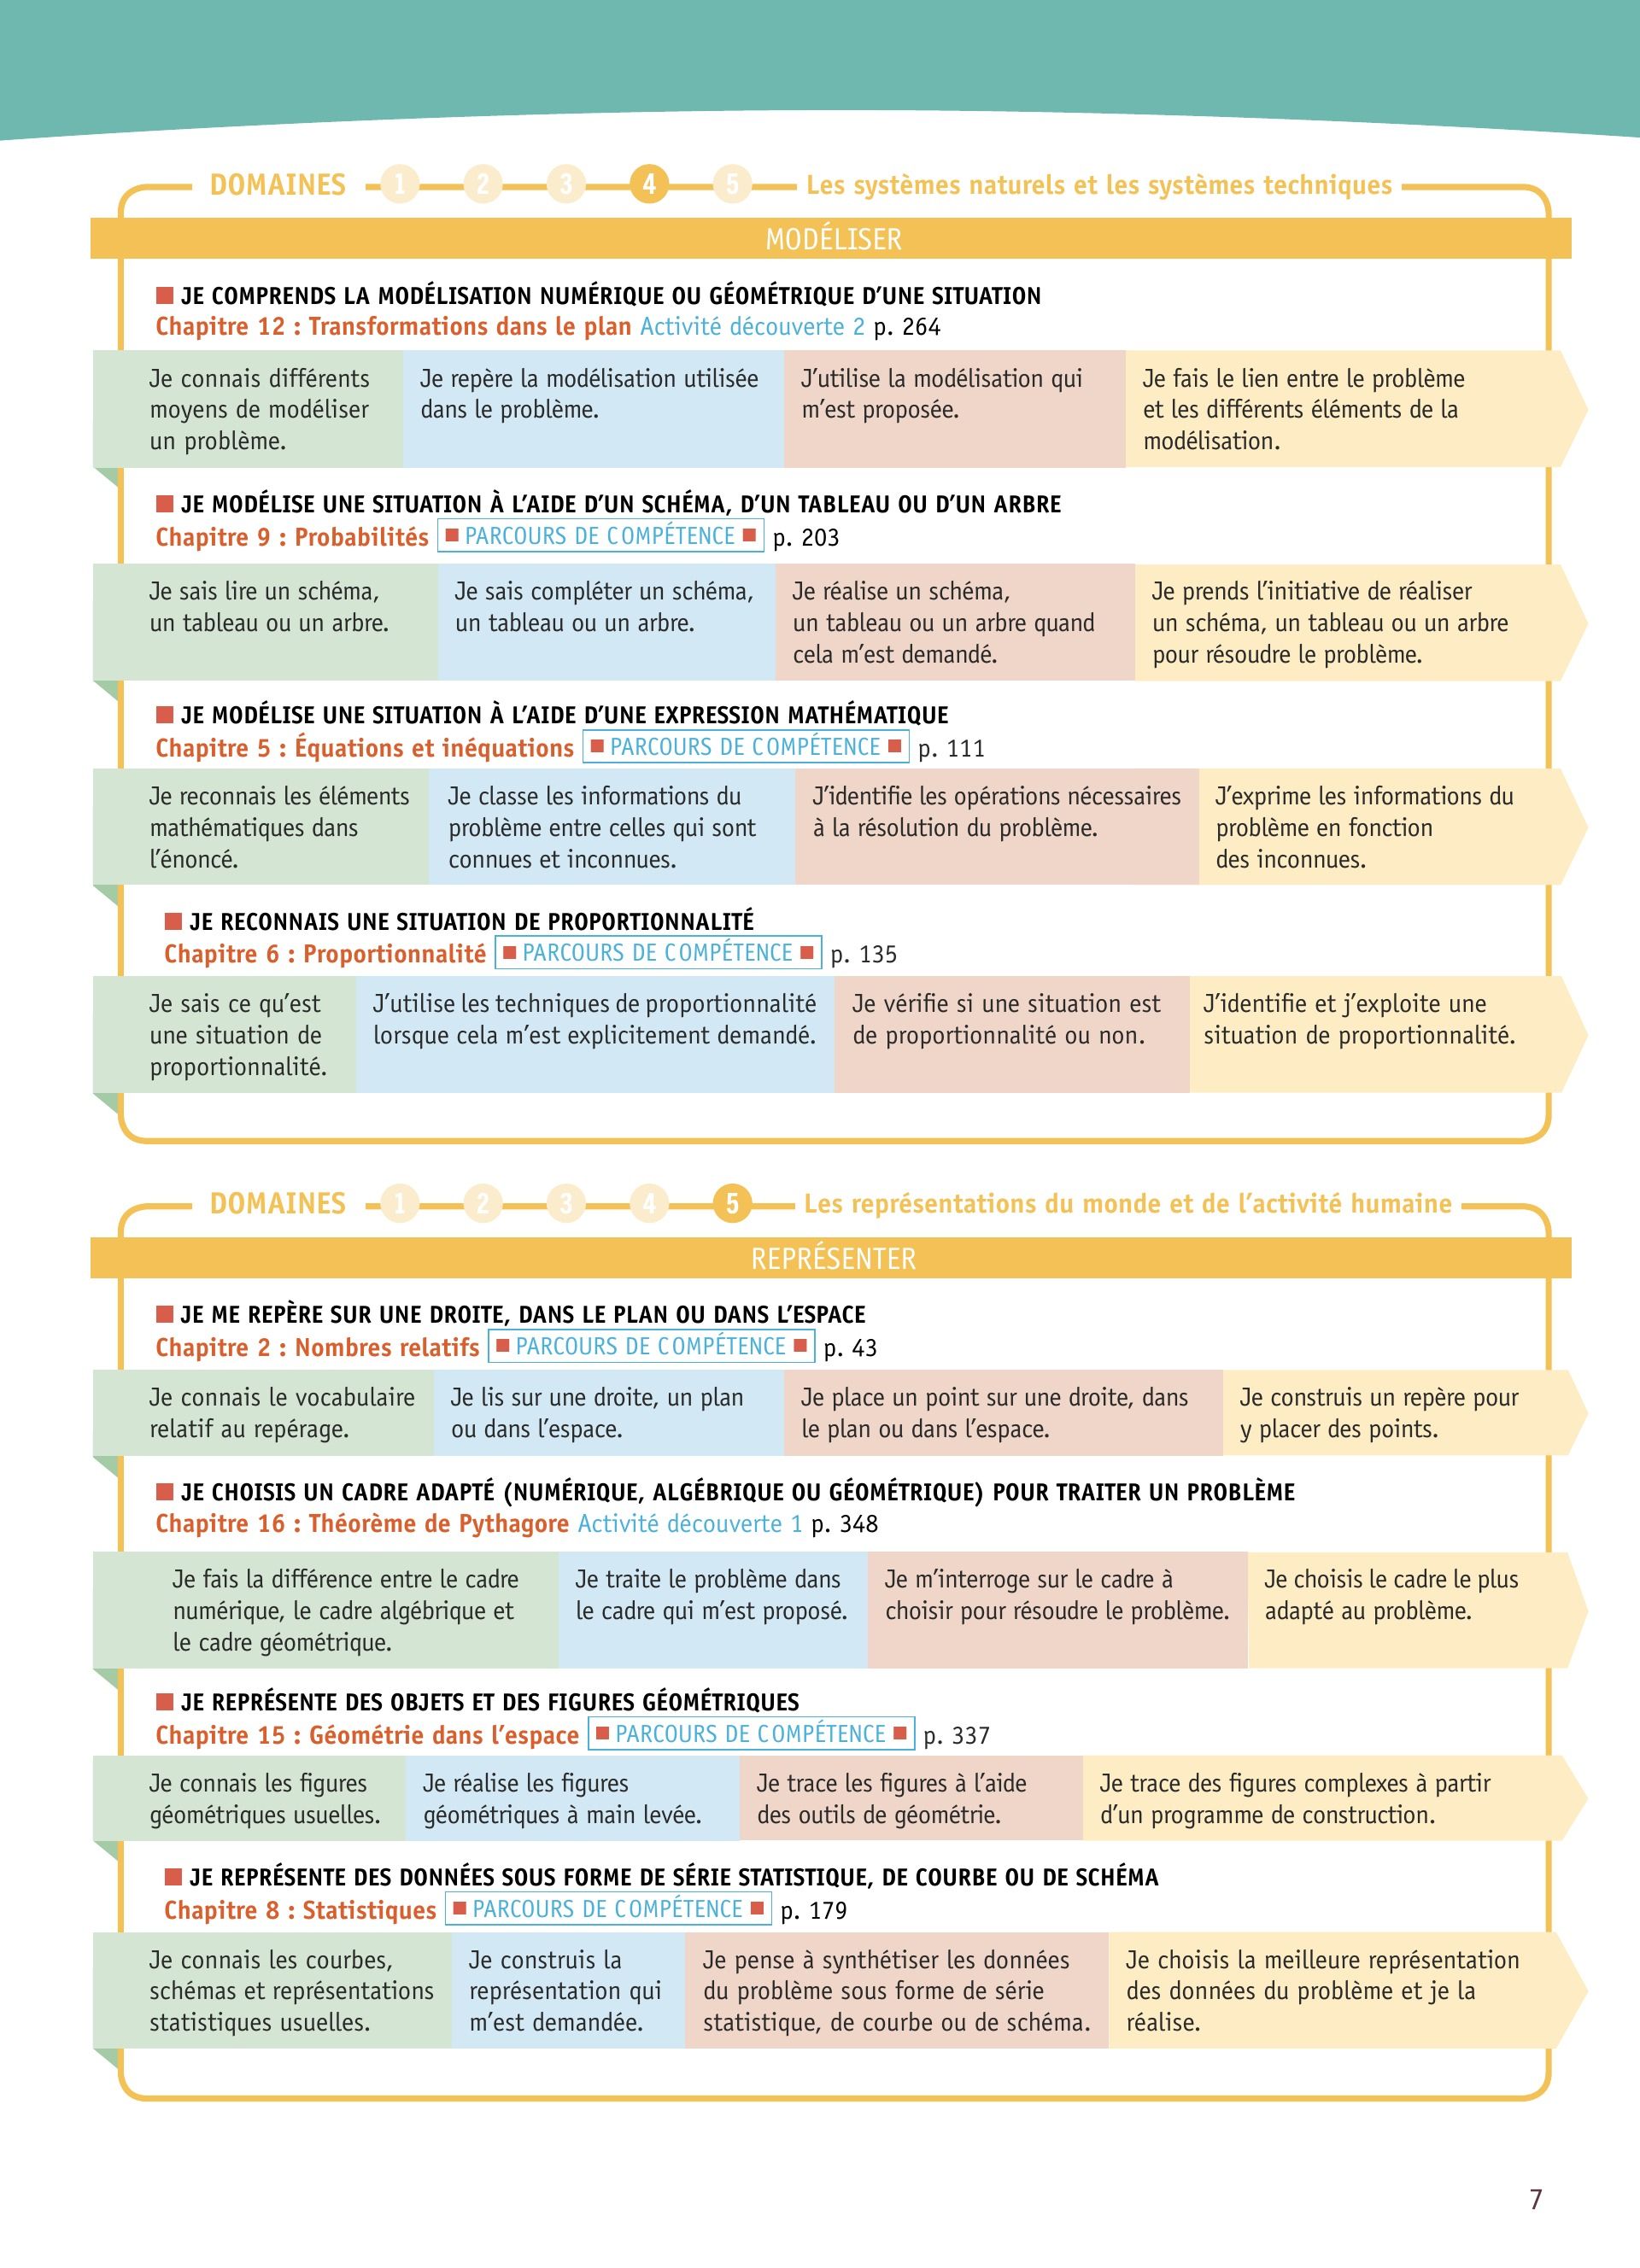 DOMAINES 1 2 3 4 5 Les systèmes naturels et les systèmes techniques
MODÉLISER
JE COMPRENDS LA MODÉLISATION NUMÉRIQUE OU GÉOMÉTRIQUE D’UNE SITUATION
Chapitre 12 : Transformations dans le plan Activité découverte 2 p. 264
Je connais différents
moyens de modéliser
un problème.
Je repère la modélisation utilisée
dans le problème.
J’utilise la modélisation qui
m’est proposée.
Je fais le lien entre le problème
et les différents éléments de la
modélisation.
JE MODÉLISE UNE SITUATION À L’AIDE D’UN SCHÉMA, D’UN TABLEAU OU D’UN ARBRE
Chapitre 9 : Probabilités PARCOURS DE COMPÉTENCE p. 203
Je sais lire un schéma,
un tableau ou un arbre.
Je sais compléter un schéma,
un tableau ou un arbre.
Je réalise un schéma,
un tableau ou un arbre quand
cela m’est demandé.
Je prends l’initiative de réaliser
un schéma, un tableau ou un arbre
pour résoudre le problème.
JE MODÉLISE UNE SITUATION À L’AIDE D’UNE EXPRESSION MATHÉMATIQUE
Chapitre 5 : Équations et inéquations PARCOURS DE COMPÉTENCE p. 111
Je reconnais les éléments
mathématiques dans
l’énoncé.
Je classe les informations du
problème entre celles qui sont
connues et inconnues.
J’identifie les opérations nécessaires
à la résolution du problème.
J’exprime les informations du
problème en fonction
des inconnues.
JE RECONNAIS UNE SITUATION DE PROPORTIONNALITÉ
Chapitre 6 : Proportionnalité PARCOURS DE COMPÉTENCE p. 135
Je sais ce qu’est
une situation de
proportionnalité.
J’utilise les techniques de proportionnalité
lorsque cela m’est explicitement demandé.
Je vérifie si une situation est
de proportionnalité ou non.
J’identifie et j’exploite une
situation de proportionnalité.
DOMAINES 1 2 3 4 5 Les représentations du monde et de l’activité humaine
REPRÉSENTER
JE ME REPÈRE SUR UNE DROITE, DANS LE PLAN OU DANS L’ESPACE
Chapitre 2 : Nombres relatifs PARCOURS DE COMPÉTENCE p. 43
Je connais le vocabulaire
relatif au repérage.
Je lis sur une droite, un plan
ou dans l’espace.
Je place un point sur une droite, dans
le plan ou dans l’espace.
Je construis un repère pour
y placer des points.
JE CHOISIS UN CADRE ADAPTÉ (NUMÉRIQUE, ALGÉBRIQUE OU GÉOMÉTRIQUE) POUR TRAITER UN PROBLÈME
Chapitre 16 : Théorème de Pythagore Activité découverte 1 p. 348
Je fais la différence entre le cadre
numérique, le cadre algébrique et
le cadre géométrique.
Je traite le problème dans
le cadre qui m’est proposé.
Je m’interroge sur le cadre à
choisir pour résoudre le problème.
Je choisis le cadre le plus
adapté au problème.
JE REPRÉSENTE DES OBJETS ET DES FIGURES GÉOMÉTRIQUES
Chapitre 15 : Géométrie dans l’espace PARCOURS DE COMPÉTENCE p. 337
Je connais les figures
géométriques usuelles.
Je réalise les figures
géométriques à main levée.
Je trace les figures à l’aide
des outils de géométrie.
Je trace des figures complexes à partir
d’un programme de construction.
JE REPRÉSENTE DES DONNÉES SOUS FORME DE SÉRIE STATISTIQUE, DE COURBE OU DE SCHÉMA
Chapitre 8 : Statistiques PARCOURS DE COMPÉTENCE p. 179
Je connais les courbes,
schémas et représentations
statistiques usuelles.
Je construis la
représentation qui
m’est demandée.
Je pense à synthétiser les données
du problème sous forme de série
statistique, de courbe ou de schéma.
Je choisis la meilleure représentation
des données du problème et je la
réalise.
7